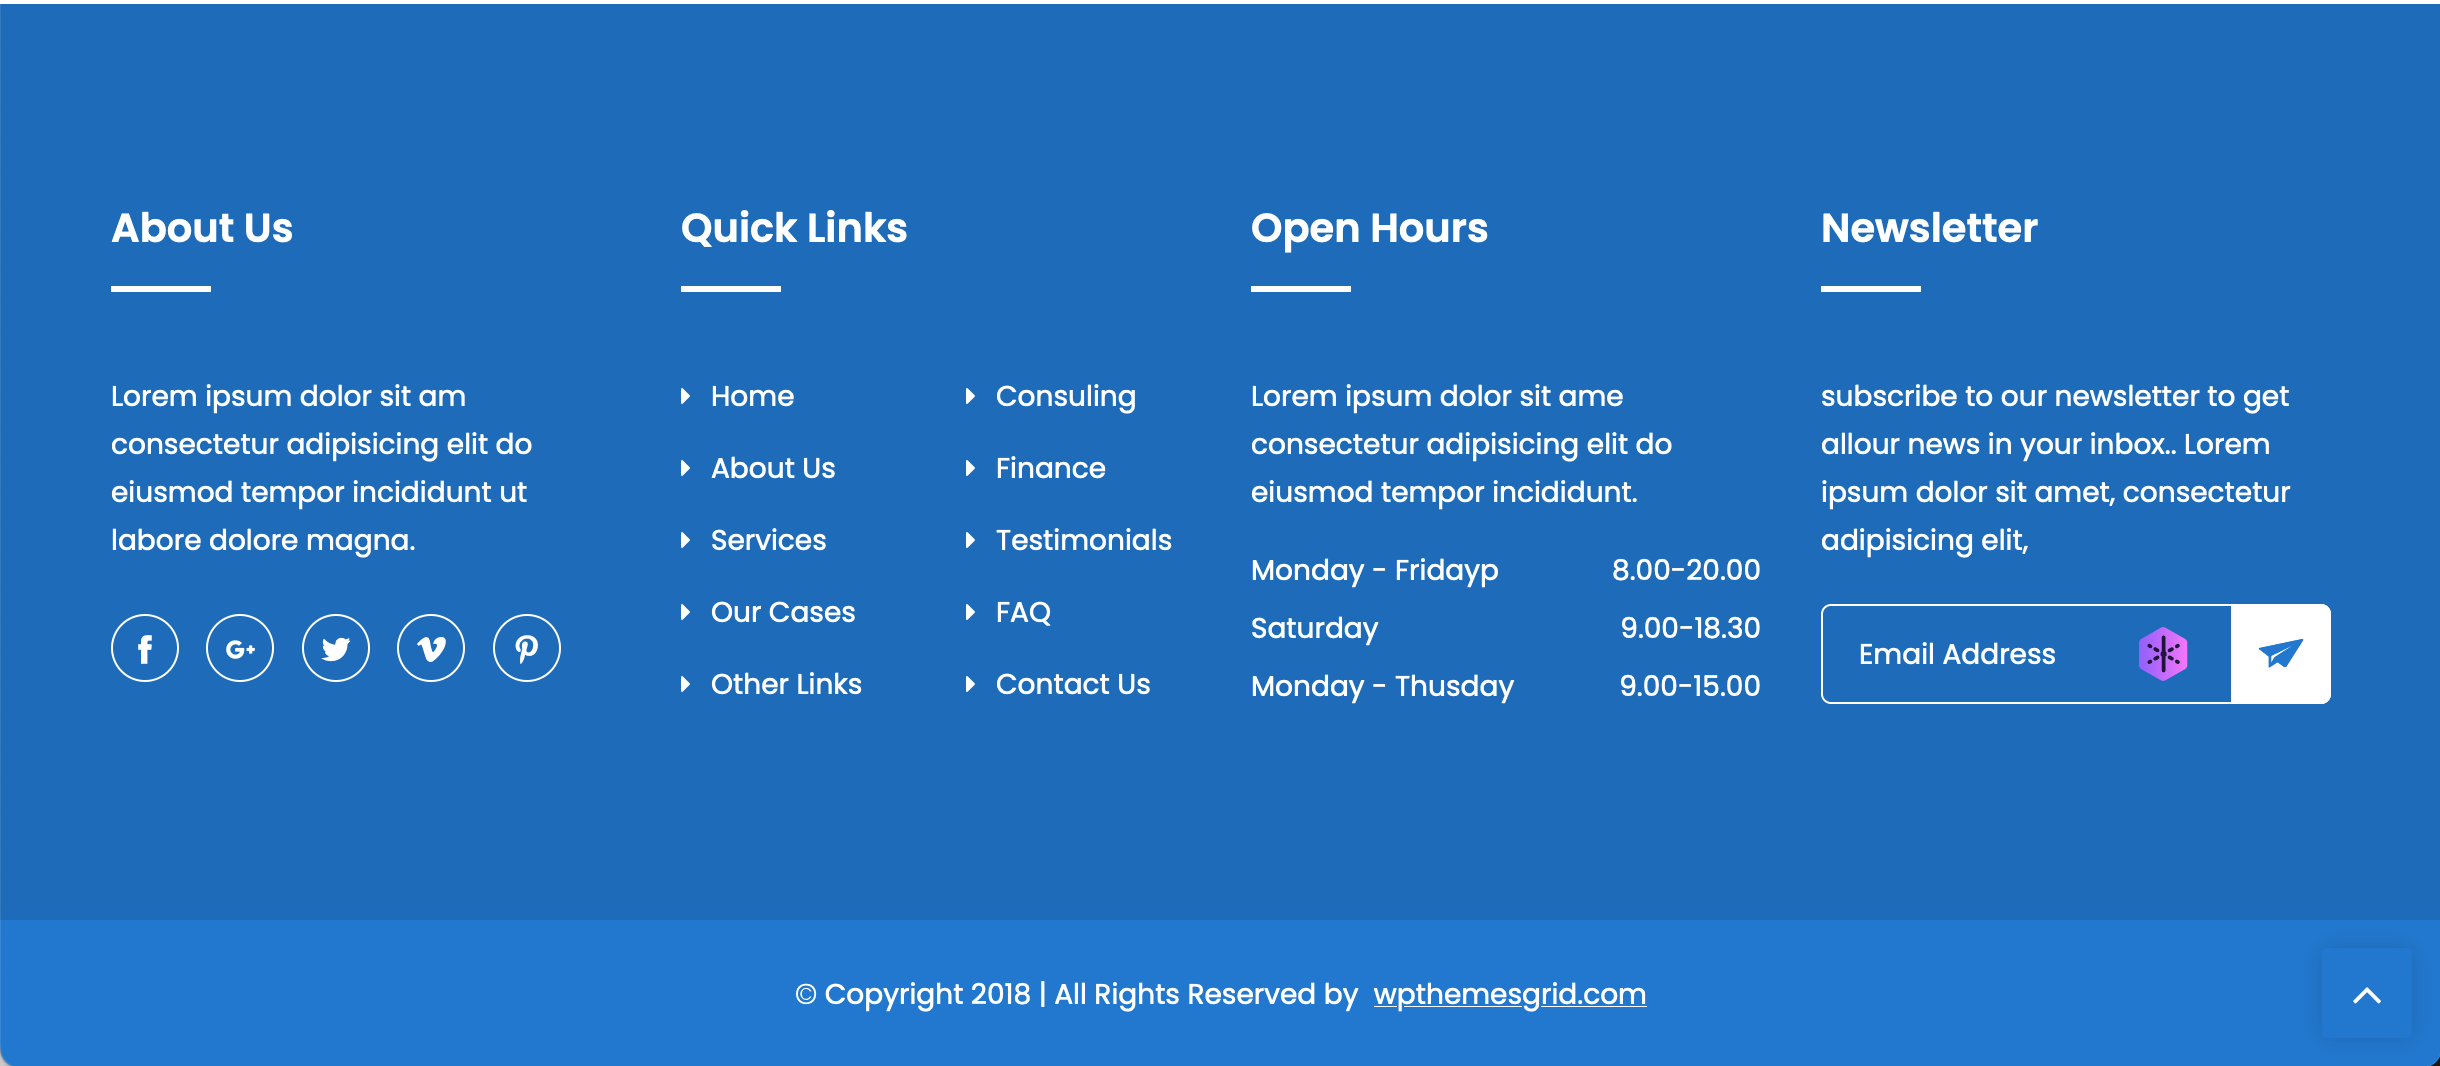 About Us
Lorem ipsum dolor sit am
consectetur adipisicing elit do
eiusmod tempor incididunt ut
labore dolore magna.
Quick Links
Home
About Us
Services
Our Cases
Other Links
Consuling
Finance
Testimonials
FAQ
Contact Us
Open Hours
Lorem ipsum dolor sit ame
consectetur adipisicing elit do
eiusmod tempor incididunt.
Monday - Fridayp 8.00-20.00
Saturday 9.00-18.30
Monday - Thusday 9.00-15.00
Newsletter
subscribe to our newsletter to get
allour news in your inbox.. Lorem
ipsum dolor sit amet, consectetur
adipisicing elit,
Email Address
© Copyright 2018 | All Rights Reserved by wpthemesgrid.com